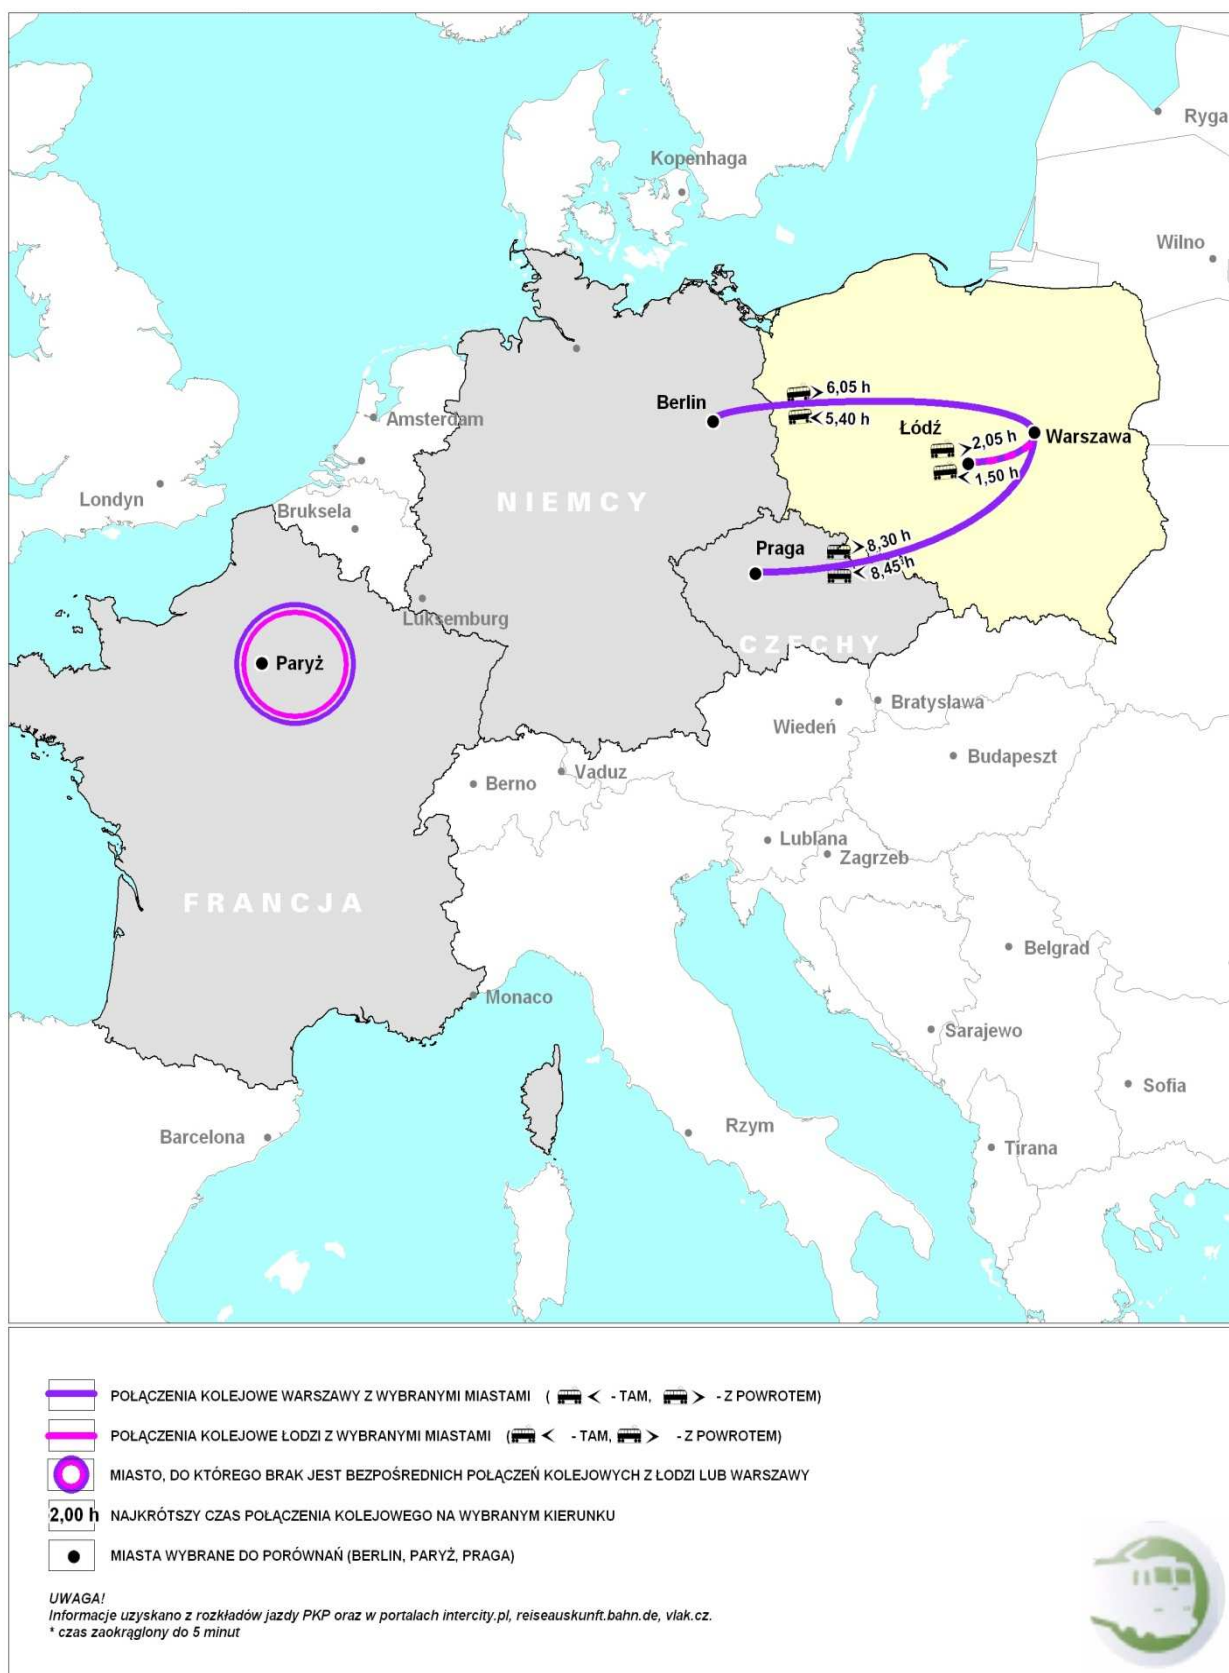 Ryga
Kopenhaga
Wilno
6,05 h
Berlin
5,40 h
Amsterdam
Łódź
2,05 h
Warszawa
1,50 h
Londyn
NIEMCY
Bruksela
Praga
8,30 h
8,45 h
Luksemburg
CZECHY
Paryż
Wiedeń
Bratysława
Budapeszt
Vaduz
Berno
Lublana
Zagrzeb
FRANCJA
Belgrad
Monaco
Sarajewo
Sofia
Rzym
Barcelona
Tirana
POŁĄCZENIA KOLEJOWE WARSZAWY Z WYBRANYMI MIASTAMI ( < - TAM, > - Z POWROTEM)
POŁĄCZENIA KOLEJOWE ŁODZI Z WYBRANYMI MIASTAMI ( < - TAM, > - Z POWROTEM)
MIASTO, DO KTÓREGO BRAK JEST BEZPOŚREDNICH POŁĄCZEŃ KOLEJOWYCH Z ŁODZI LUB WARSZAWY
2,00 h NAJKRÓTSZY CZAS POŁĄCZENIA KOLEJOWEGO NA WYBRANYM KIERUNKU
MIASTA WYBRANE DO PORÓWNAŃ (BERLIN, PARYŻ, PRAGA)
UWAGA!
Informacje uzyskano z rozkładów jazdy PKP oraz w portalach intercity.pl, reiseauskunft.bahn.de, vlak.cz.
* czas zaokrąglony do 5 minut